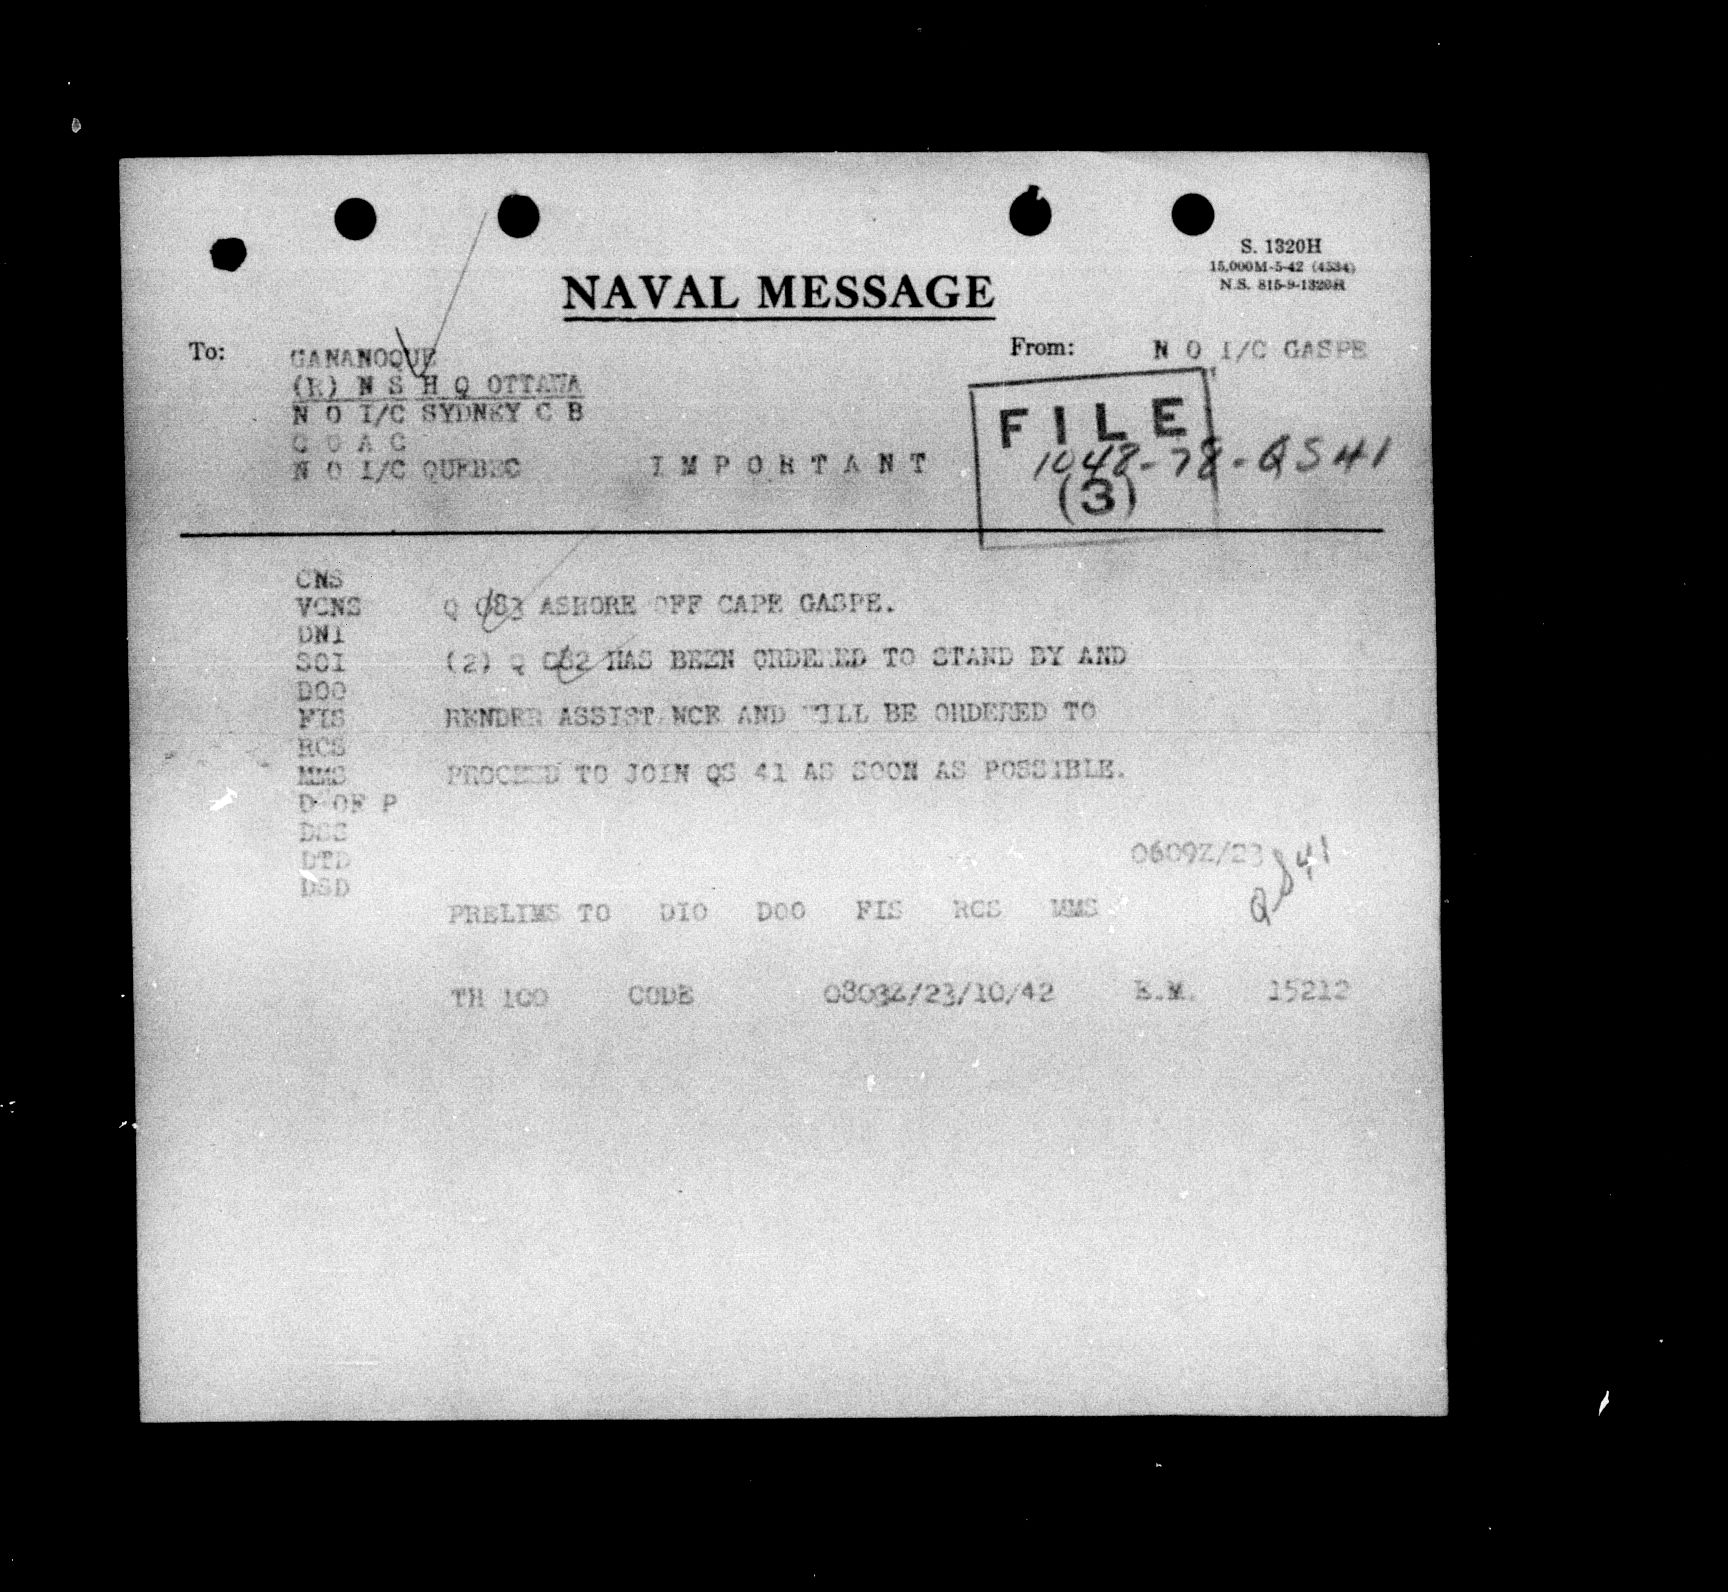 S. 1320H
15,000M-5-42 (4534)
N.S. 815-9-1320H
NAVAL MESSAGE
To: GANANOQUE From: N O I/C GASPE
(R) N S H Q OTTAWA
N O I/C SYDNEY C B
C O A C
N O I/C QUEBEC I M P O R T A N T
FILE
1048-78-QS41
(3)
CNS
VCNS Q 083 ASHORE OFF CAPE GASPE.
DNI
SOI (2) Q 082 HAS BEEN ORDERED TO STAND BY AND
DOO
FIS RENDER ASSISTANCE AND WILL BE ORDERED TO
RCS
MMS PROCEED TO JOIN QS 41 AS SOON AS POSSIBLE.
D OF P
DSS
DTD 0609Z/23
QS41
DSD
PRELIMS TO DIO DOO FIS RCS MMS
TH 100 CODE 0803Z/23/10/42 E.M. 15212